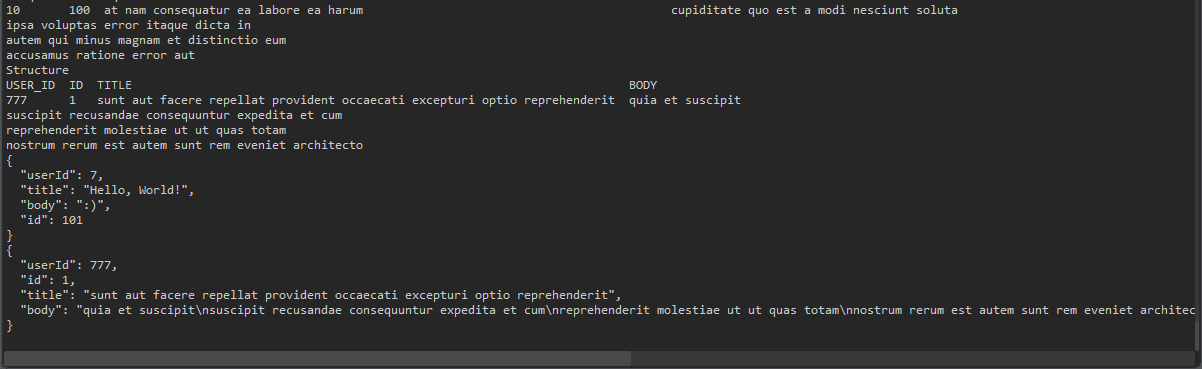 10       100  at nam consequatur ea labore ea harum                                            cupiditate quo est a modi nesciunt soluta
ipsa voluptas error itaque dicta in
autem qui minus magnam et distinctio eum
accusamus ratione error aut
Structure
USER_ID  ID  TITLE                                                                       BODY
777      1   sunt aut facere repellat provident occaecati excepturi optio reprehenderit  quia et suscipit
suscipit recusandae consequuntur expedita et cum
reprehenderit molestiae ut ut quas totam
nostrum rerum est autem sunt rem eveniet architecto
{
  "userId": 7,
  "title": "Hello, World!",
  "body": ":)",
  "id": 101
}
{
  "userId": 777,
  "id": 1,
  "title": "sunt aut facere repellat provident occaecati excepturi optio reprehenderit",
  "body": "quia et suscipit\nsuscipit recusandae consequuntur expedita et cum\nreprehenderit molestiae ut ut quas totam\nnostrum rerum est autem sunt rem eveniet architec
}